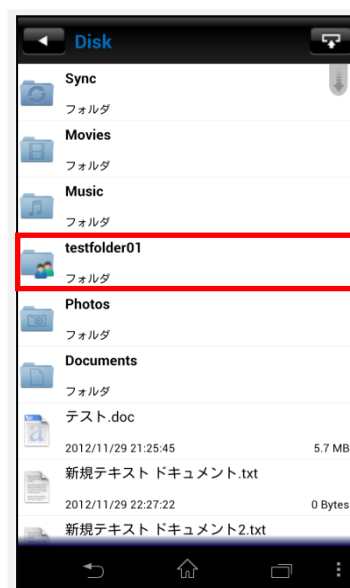 Disk
Sync
フォルダ
Movies
フォルダ
Music
フォルダ
testfolder01
フォルダ
Photos
フォルダ
Documents
フォルダ
テスト.doc
2012/11/29 21:25:45 5.7 MB
新規テキスト ドキュメント.txt
2012/11/29 22:27:22 0 Bytes
新規テキスト ドキュメント2.txt